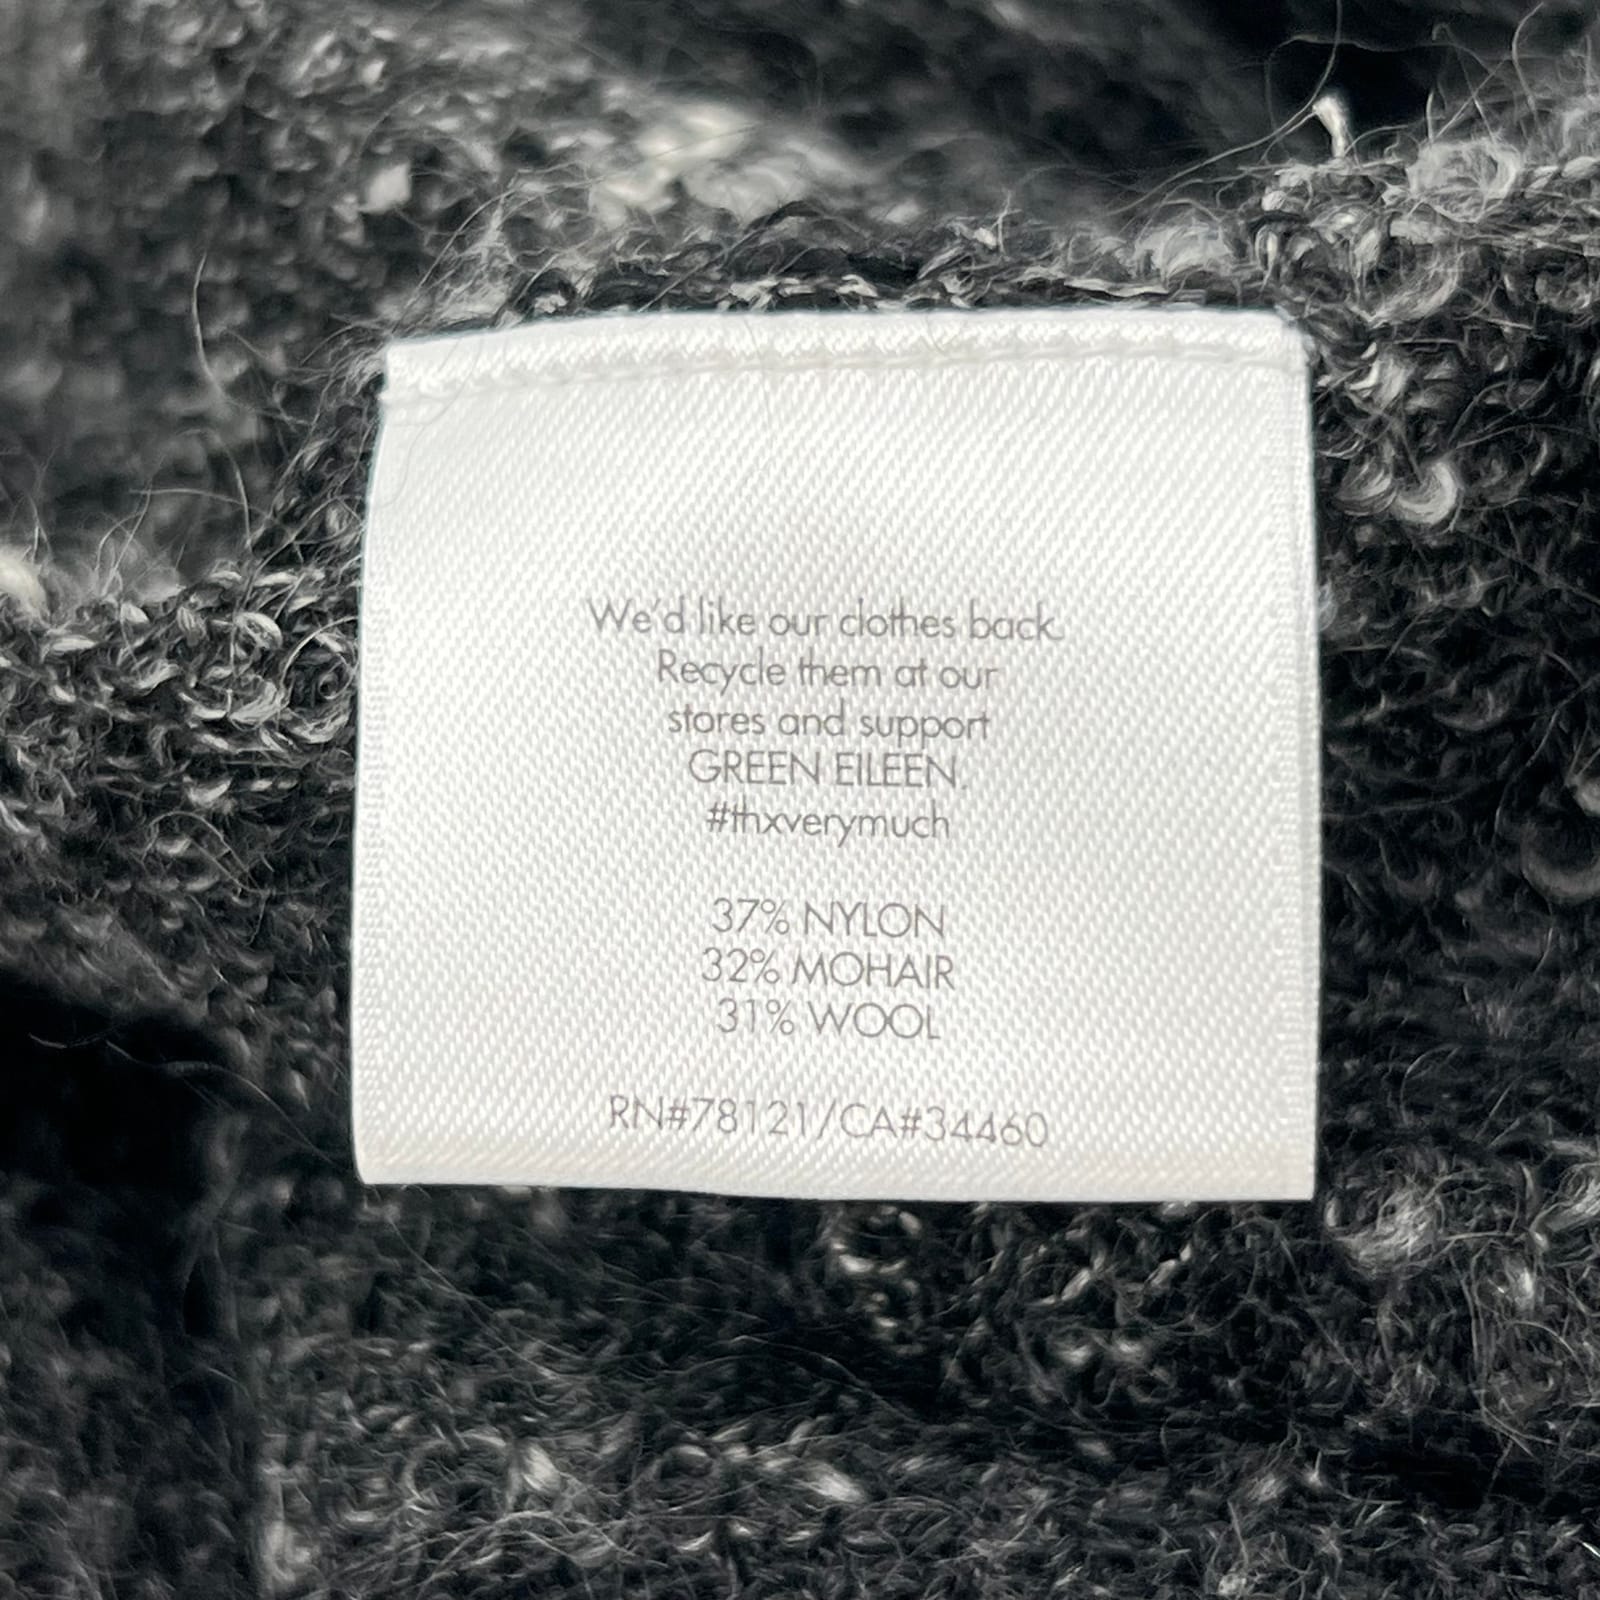 We'd like our clothes back.
Recycle them at our
stores and support
GREEN EILEEN.
#thxverymuch
37% NYLON
32% MOHAIR
31% WOOL
RN#78121/CA#34460